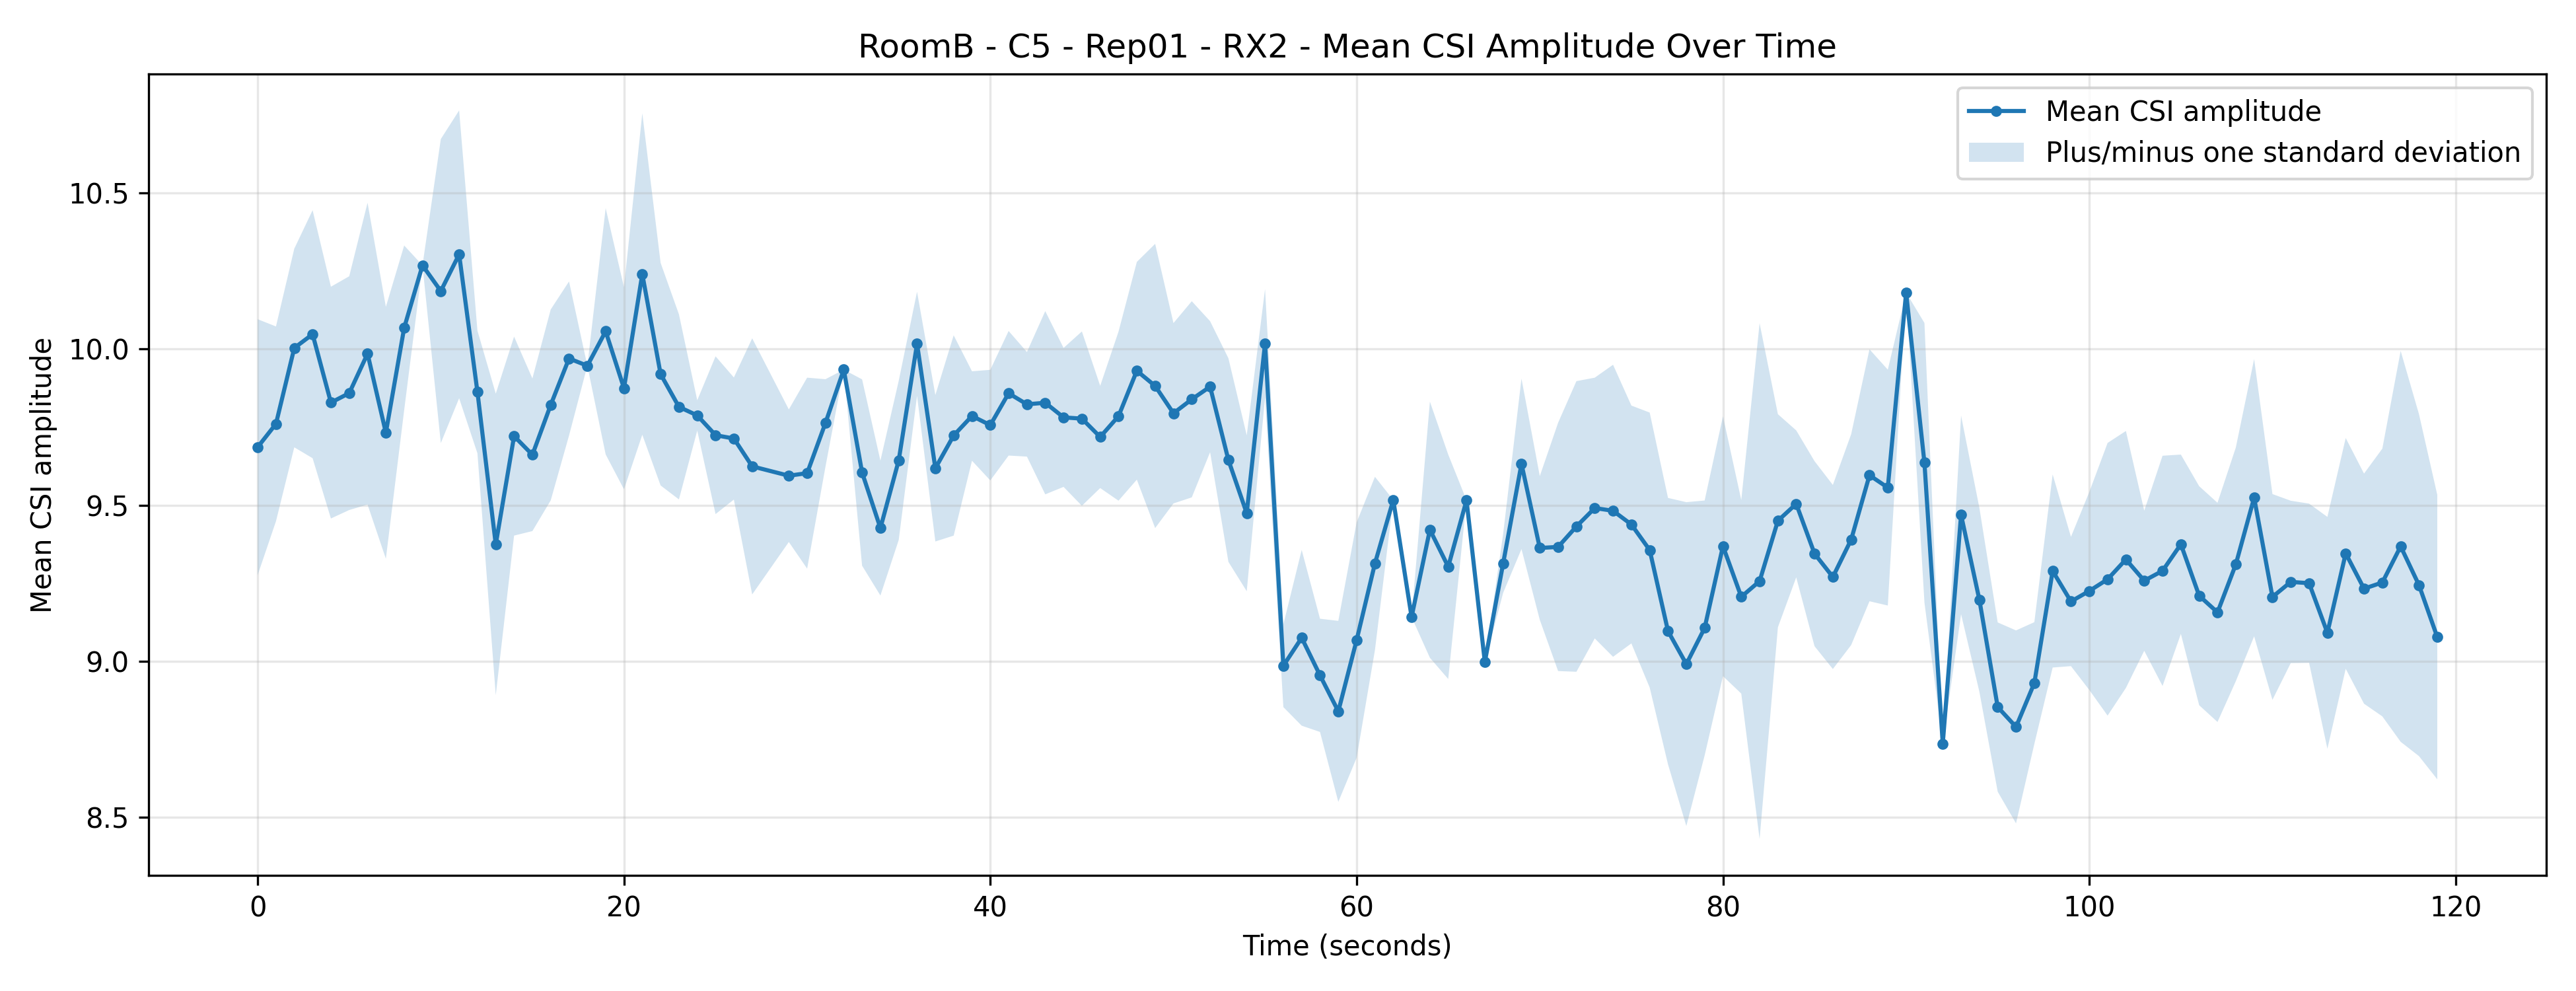 RoomB - C5 - Rep01 - RX2 - Mean CSI Amplitude Over Time
Mean CSI amplitude
Plus/minus one standard deviation
Mean CSI amplitude
10.5
10.0
9.5
9.0
8.5
0 20 40 60 80 100 120
Time (seconds)